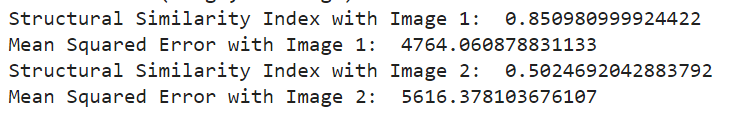 Structural Similarity Index with Image 1:  0.850980999924422
Mean Squared Error with Image 1:  4764.060878831133
Structural Similarity Index with Image 2:  0.5024692042883792
Mean Squared Error with Image 2:  5616.378103676107